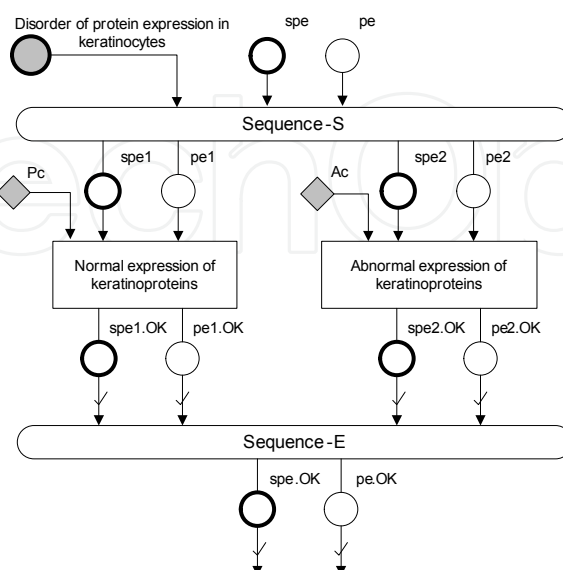 Disorder of protein expression in
keratinocytes
spe
pe
Sequence-S
spe1
pe1
spe2
pe2
Pc
Ac
Normal expression of
keratinoproteins
Abnormal expression of
keratinoproteins
spe1.OK
pe1.OK
spe2.OK
pe2.OK
Sequence-E
spe.OK
pe.OK